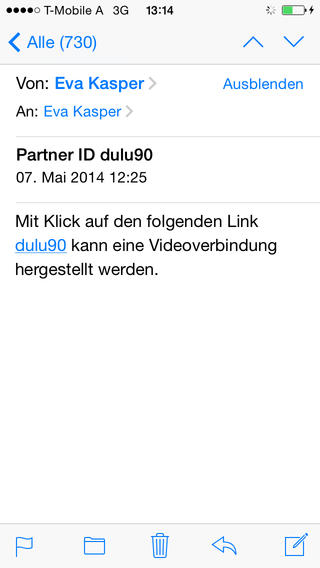 T-Mobile A 3G 13:14
Alle (730)
Von: Eva Kasper Ausblenden
An: Eva Kasper
Partner ID dulu90
07. Mai 2014 12:25
Mit Klick auf den folgenden Link
dulu90 kann eine Videoverbindung
hergestellt werden.